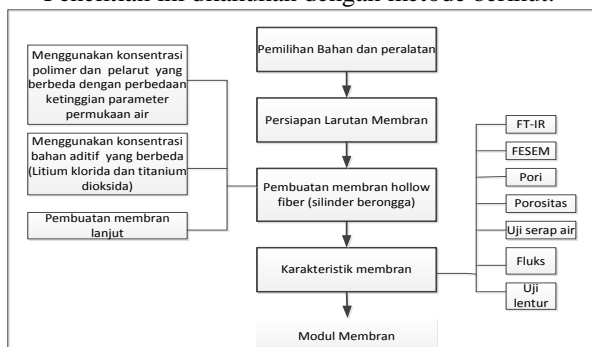 Penelitian ini dilakukan dengan metode berikut:
Menggunakan konsentrasi
polimer dan pelarut yang
berbeda dengan perbedaan
ketinggian parameter
permukaan air
Menggunakan konsentrasi
bahan aditif yang berbeda
(Litium klorida dan titanium
dioksida)
Pembuatan membran
lanjut
Pemilihan Bahan dan peralatan
Persiapan Larutan Membran
Pembuatan membran hollow
fiber (silinder berongga)
Karakteristik membran
Modul Membran
FT-IR
FESEM
Pori
Porositas
Uji serap air
Fluks
Uji
lentur